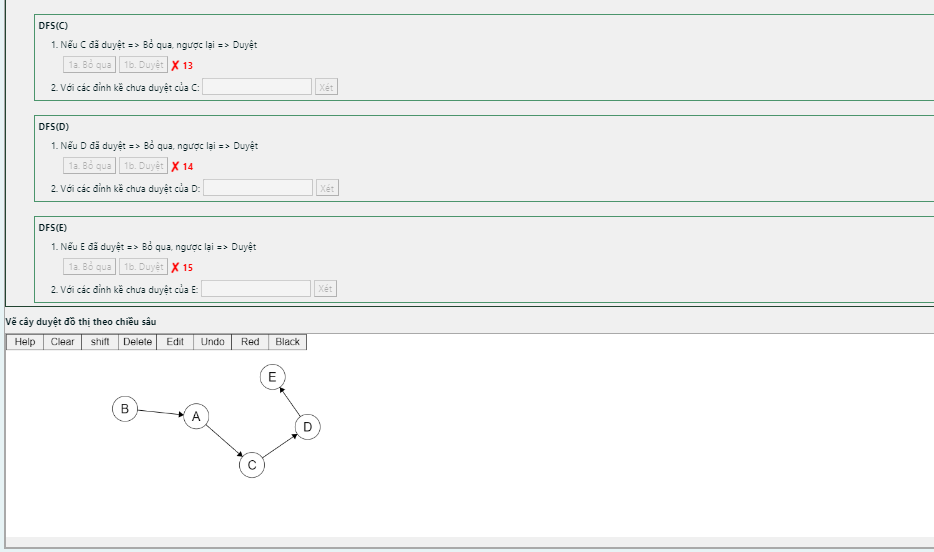 DFS(C)
1. Nếu C đã duyệt => Bỏ qua, ngược lại => Duyệt
1a. Bỏ qua 1b. Duyệt ✗ 13
2. Với các đỉnh kề chưa duyệt của C: Xét
DFS(D)
1. Nếu D đã duyệt => Bỏ qua, ngược lại => Duyệt
1a. Bỏ qua 1b. Duyệt ✗ 14
2. Với các đỉnh kề chưa duyệt của D: Xét
DFS(E)
1. Nếu E đã duyệt => Bỏ qua, ngược lại => Duyệt
1a. Bỏ qua 1b. Duyệt ✗ 15
2. Với các đỉnh kề chưa duyệt của E: Xét
Vẽ cây duyệt đồ thị theo chiều sâu
Help Clear shift Delete Edit Undo Red Black
E
B
A
D
C